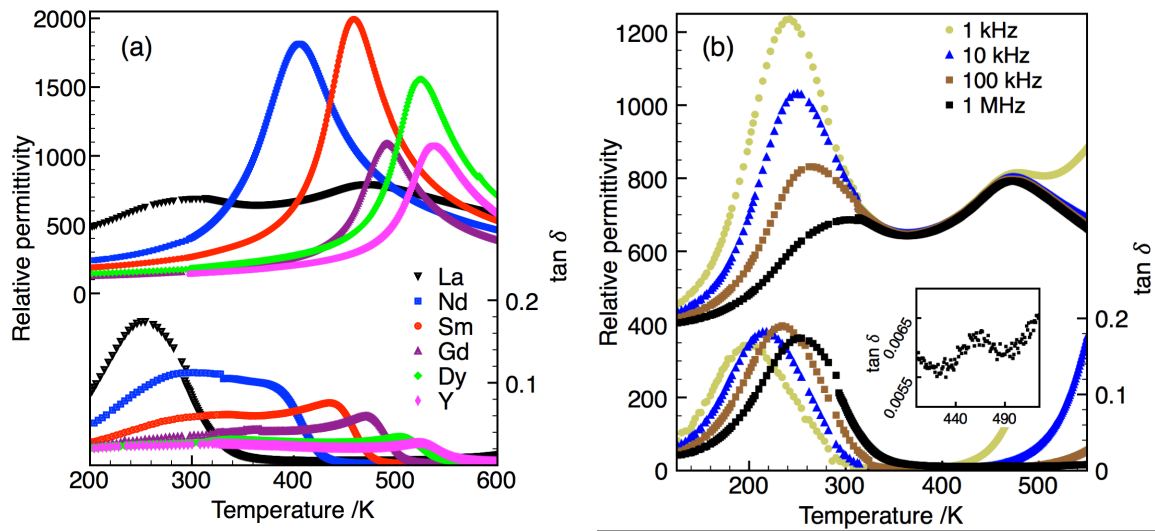 (a)
2000
1500
1000
500
0
Relative permittivity
0.2
0.1
tan δ
La
Nd
Sm
Gd
Dy
Y
200 300 400 500 600
Temperature /K
(b)
1200
1000
800
600
400
200
0
Relative permittivity
1 kHz
10 kHz
100 kHz
1 MHz
0.2
0.1
0
tan δ
tan δ
0.0065
0.0055
440 490
200 300 400 500
Temperature /K